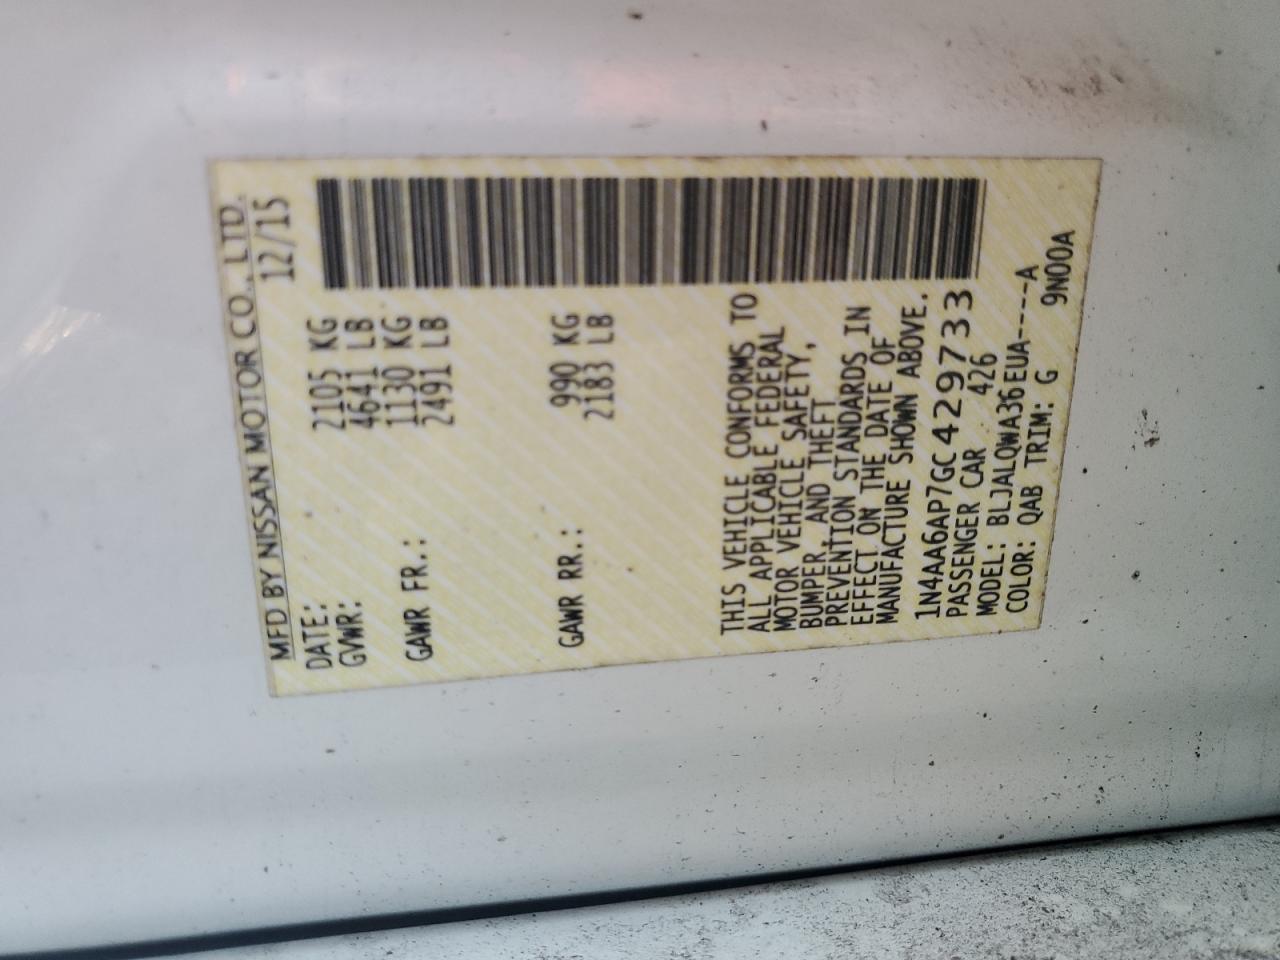 MFD BY NISSAN MOTOR CO., LTD.
DATE: 12/15
GVWR: 2105 KG
4641 LB
GAWR FR.: 1130 KG
2491 LB
GAWR RR.: 990 KG
2183 LB
THIS VEHICLE CONFORMS TO
ALL APPLICABLE FEDERAL
MOTOR VEHICLE SAFETY,
BUMPER, AND THEFT
PREVENTION STANDARDS IN
EFFECT ON THE DATE OF
MANUFACTURE SHOWN ABOVE.
1N4AA6AP7GC429733
PASSENGER CAR 426
MODEL: BLJALQWA36EUA-----A
COLOR: QAB TRIM: G 9N00A